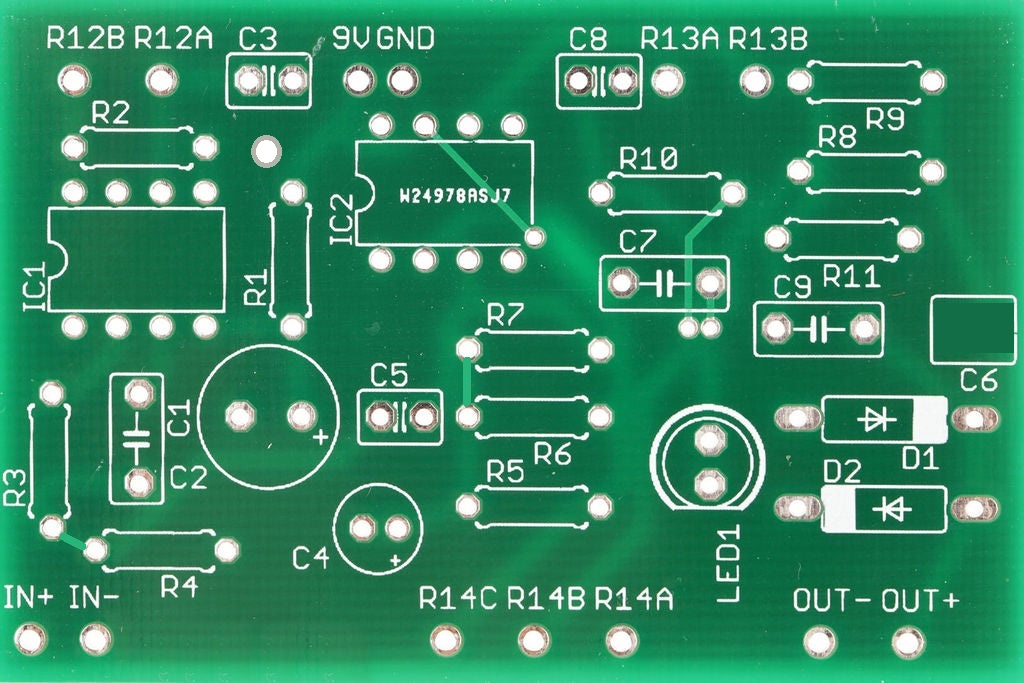 R12B R12A C3 9V GND C8 R13A R13B
R2
R9
R8
R10
W24978ASJ7
IC2
C7
R11
C9
IC1
R1
R7
C6
C5
C1
R3
C2
R6
D1
R5
D2
C4
LED1
R4
IN+ IN-
R14C R14B R14A
OUT- OUT+